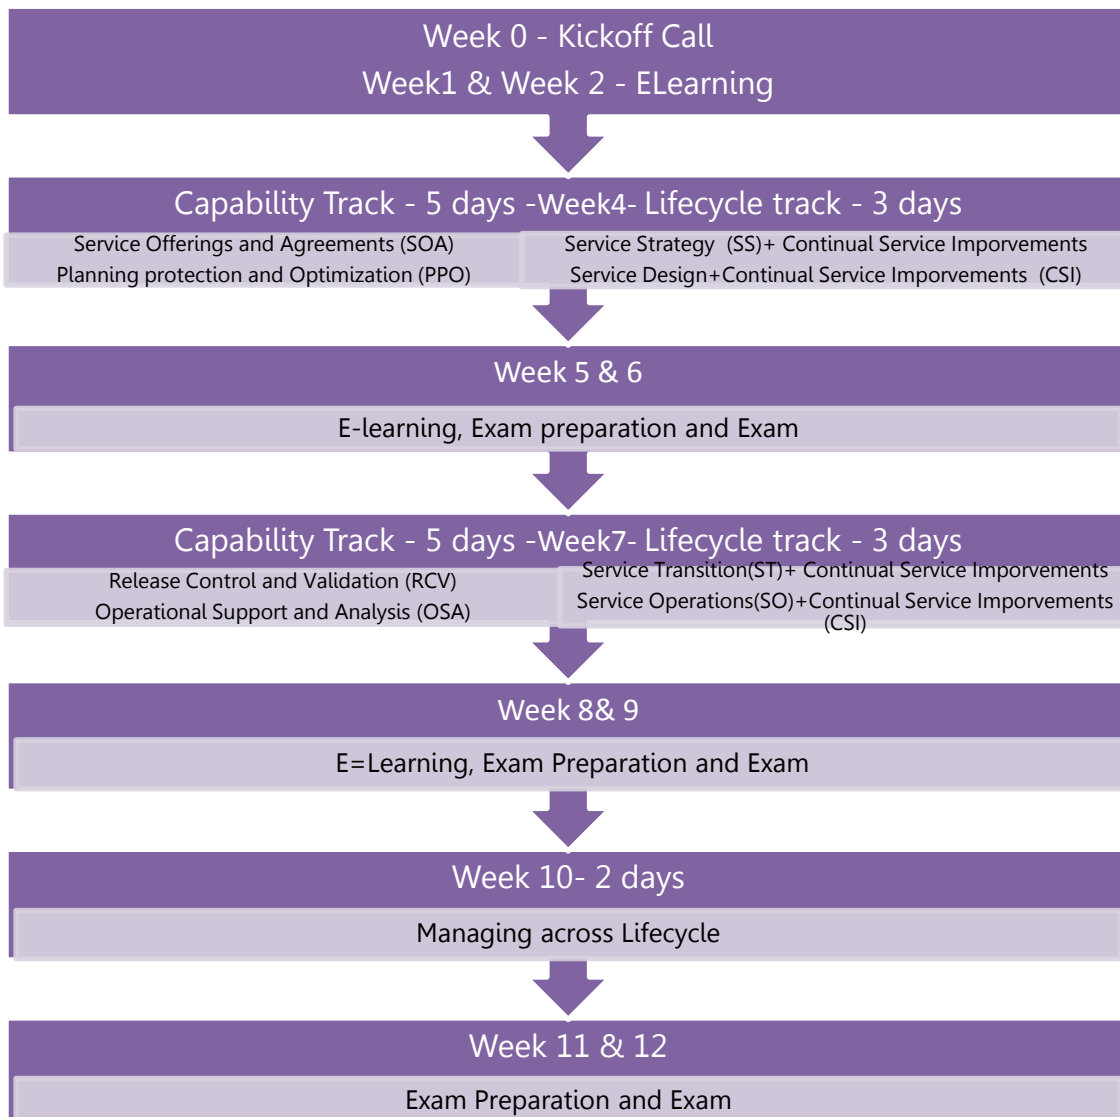 Week 0 - Kickoff Call
Week1 & Week 2 - ELearning
Capability Track - 5 days -Week4- Lifecycle track - 3 days
Service Offerings and Agreements (SOA)
Planning protection and Optimization (PPO)
Service Strategy (SS)+ Continual Service Imporvements
Service Design+Continual Service Imporvements (CSI)
Week 5 & 6
E-learning, Exam preparation and Exam
Capability Track - 5 days -Week7- Lifecycle track - 3 days
Release Control and Validation (RCV)
Operational Support and Analysis (OSA)
Service Transition(ST)+ Continual Service Imporvements
Service Operations(SO)+Continual Service Imporvements
(CSI)
Week 8& 9
E=Learning, Exam Preparation and Exam
Week 10- 2 days
Managing across Lifecycle
Week 11 & 12
Exam Preparation and Exam